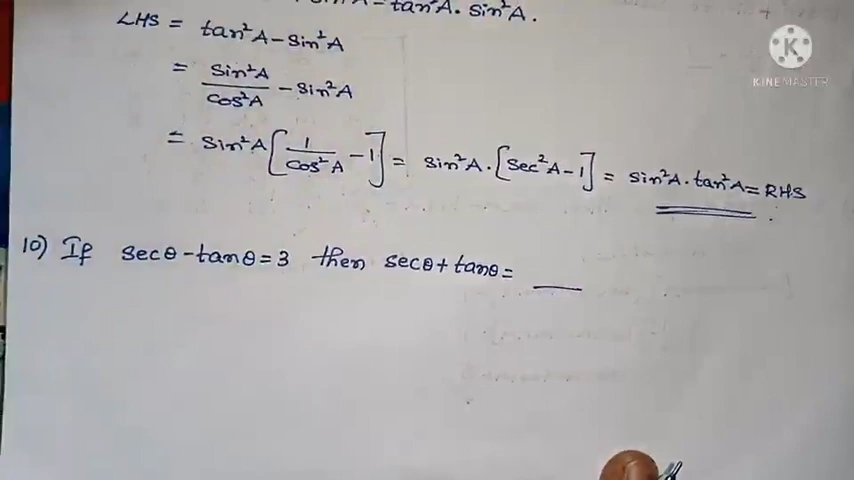 A = tan²A. sin²A.
LHS = tan²A - sin²A
= sin²A/cos²A - sin²A
= sin²A [1/cos²A - 1] = sin²A. [sec²A - 1] = sin²A. tan²A = RHS
10) If secθ - tanθ = 3 then secθ + tanθ = ____
KINEMASTER